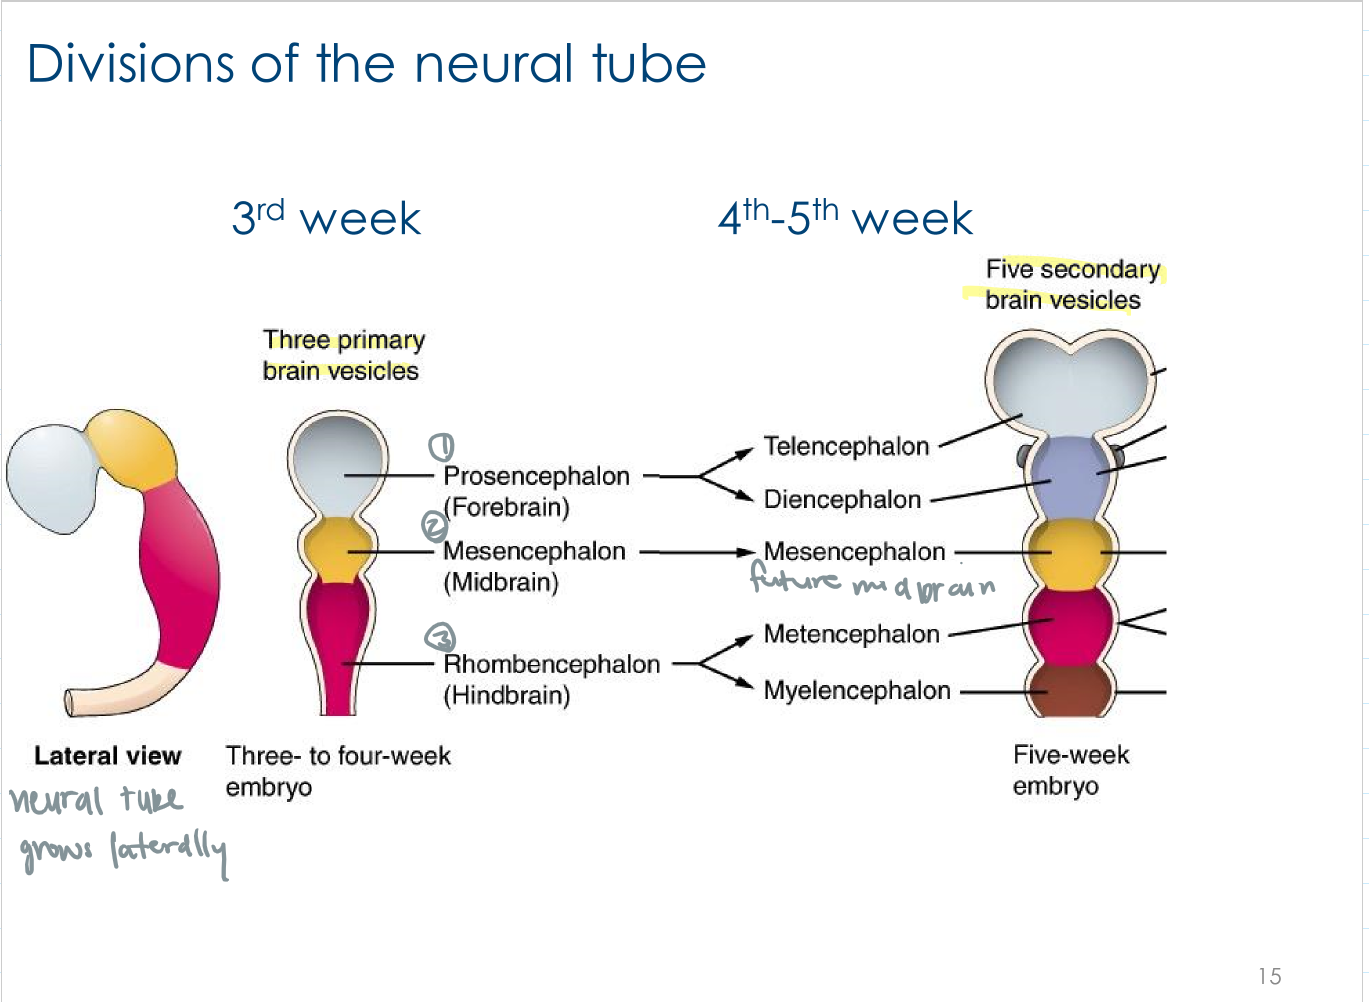 Divisions of the neural tube
3rd week
4th-5th week
Five secondary
brain vesicles
Three primary
brain vesicles
1
Prosencephalon
(Forebrain)
2
Mesencephalon
(Midbrain)
3
Rhombencephalon
(Hindbrain)
Telencephalon
Diencephalon
Mesencephalon
future midbrain
Metencephalon
Myelencephalon
Lateral view
neural tube
grows laterally
Three- to four-week
embryo
Five-week
embryo
15